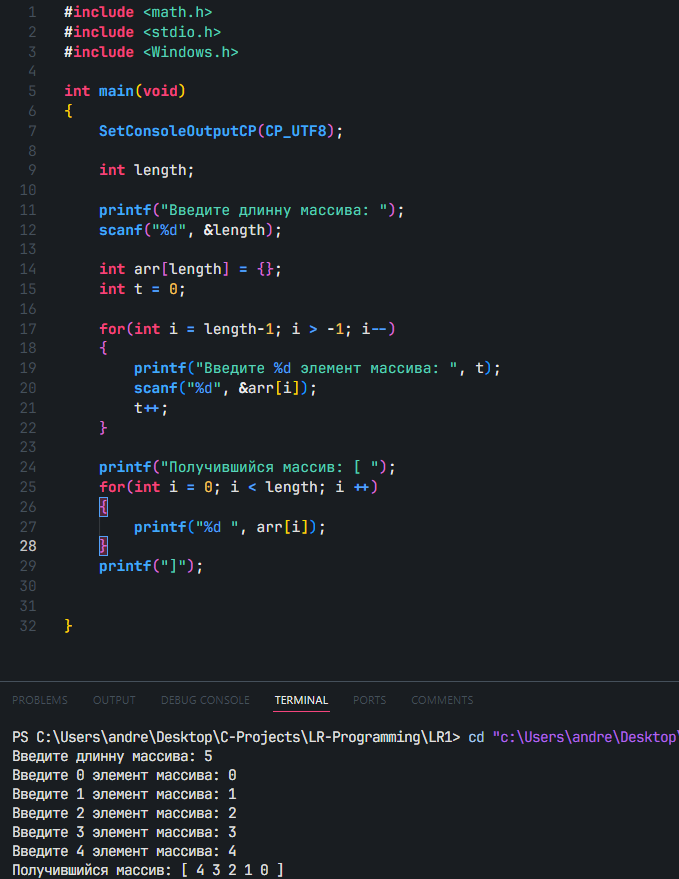 1 #include <math.h>
2 #include <stdio.h>
3 #include <Windows.h>
4
5 int main(void)
6 {
7 SetConsoleOutputCP(CP_UTF8);
8
9 int length;
10
11 printf("Введите длинну массива: ");
12 scanf("%d", &length);
13
14 int arr[length] = {};
15 int t = 0;
16
17 for(int i = length-1; i > -1; i--)
18 {
19 printf("Введите %d элемент массива: ", t);
20 scanf("%d", &arr[i]);
21 t++;
22 }
23
24 printf("Получившийся массив: [ ");
25 for(int i = 0; i < length; i ++)
26 {
27 printf("%d ", arr[i]);
28 }
29 printf("]");
30
31
32 }
PROBLEMS OUTPUT DEBUG CONSOLE TERMINAL PORTS COMMENTS
PS C:\Users\andre\Desktop\C-Projects\LR-Programming\LR1> cd "c:\Users\andre\Desktop\
Введите длинну массива: 5
Введите 0 элемент массива: 0
Введите 1 элемент массива: 1
Введите 2 элемент массива: 2
Введите 3 элемент массива: 3
Введите 4 элемент массива: 4
Получившийся массив: [ 4 3 2 1 0 ]